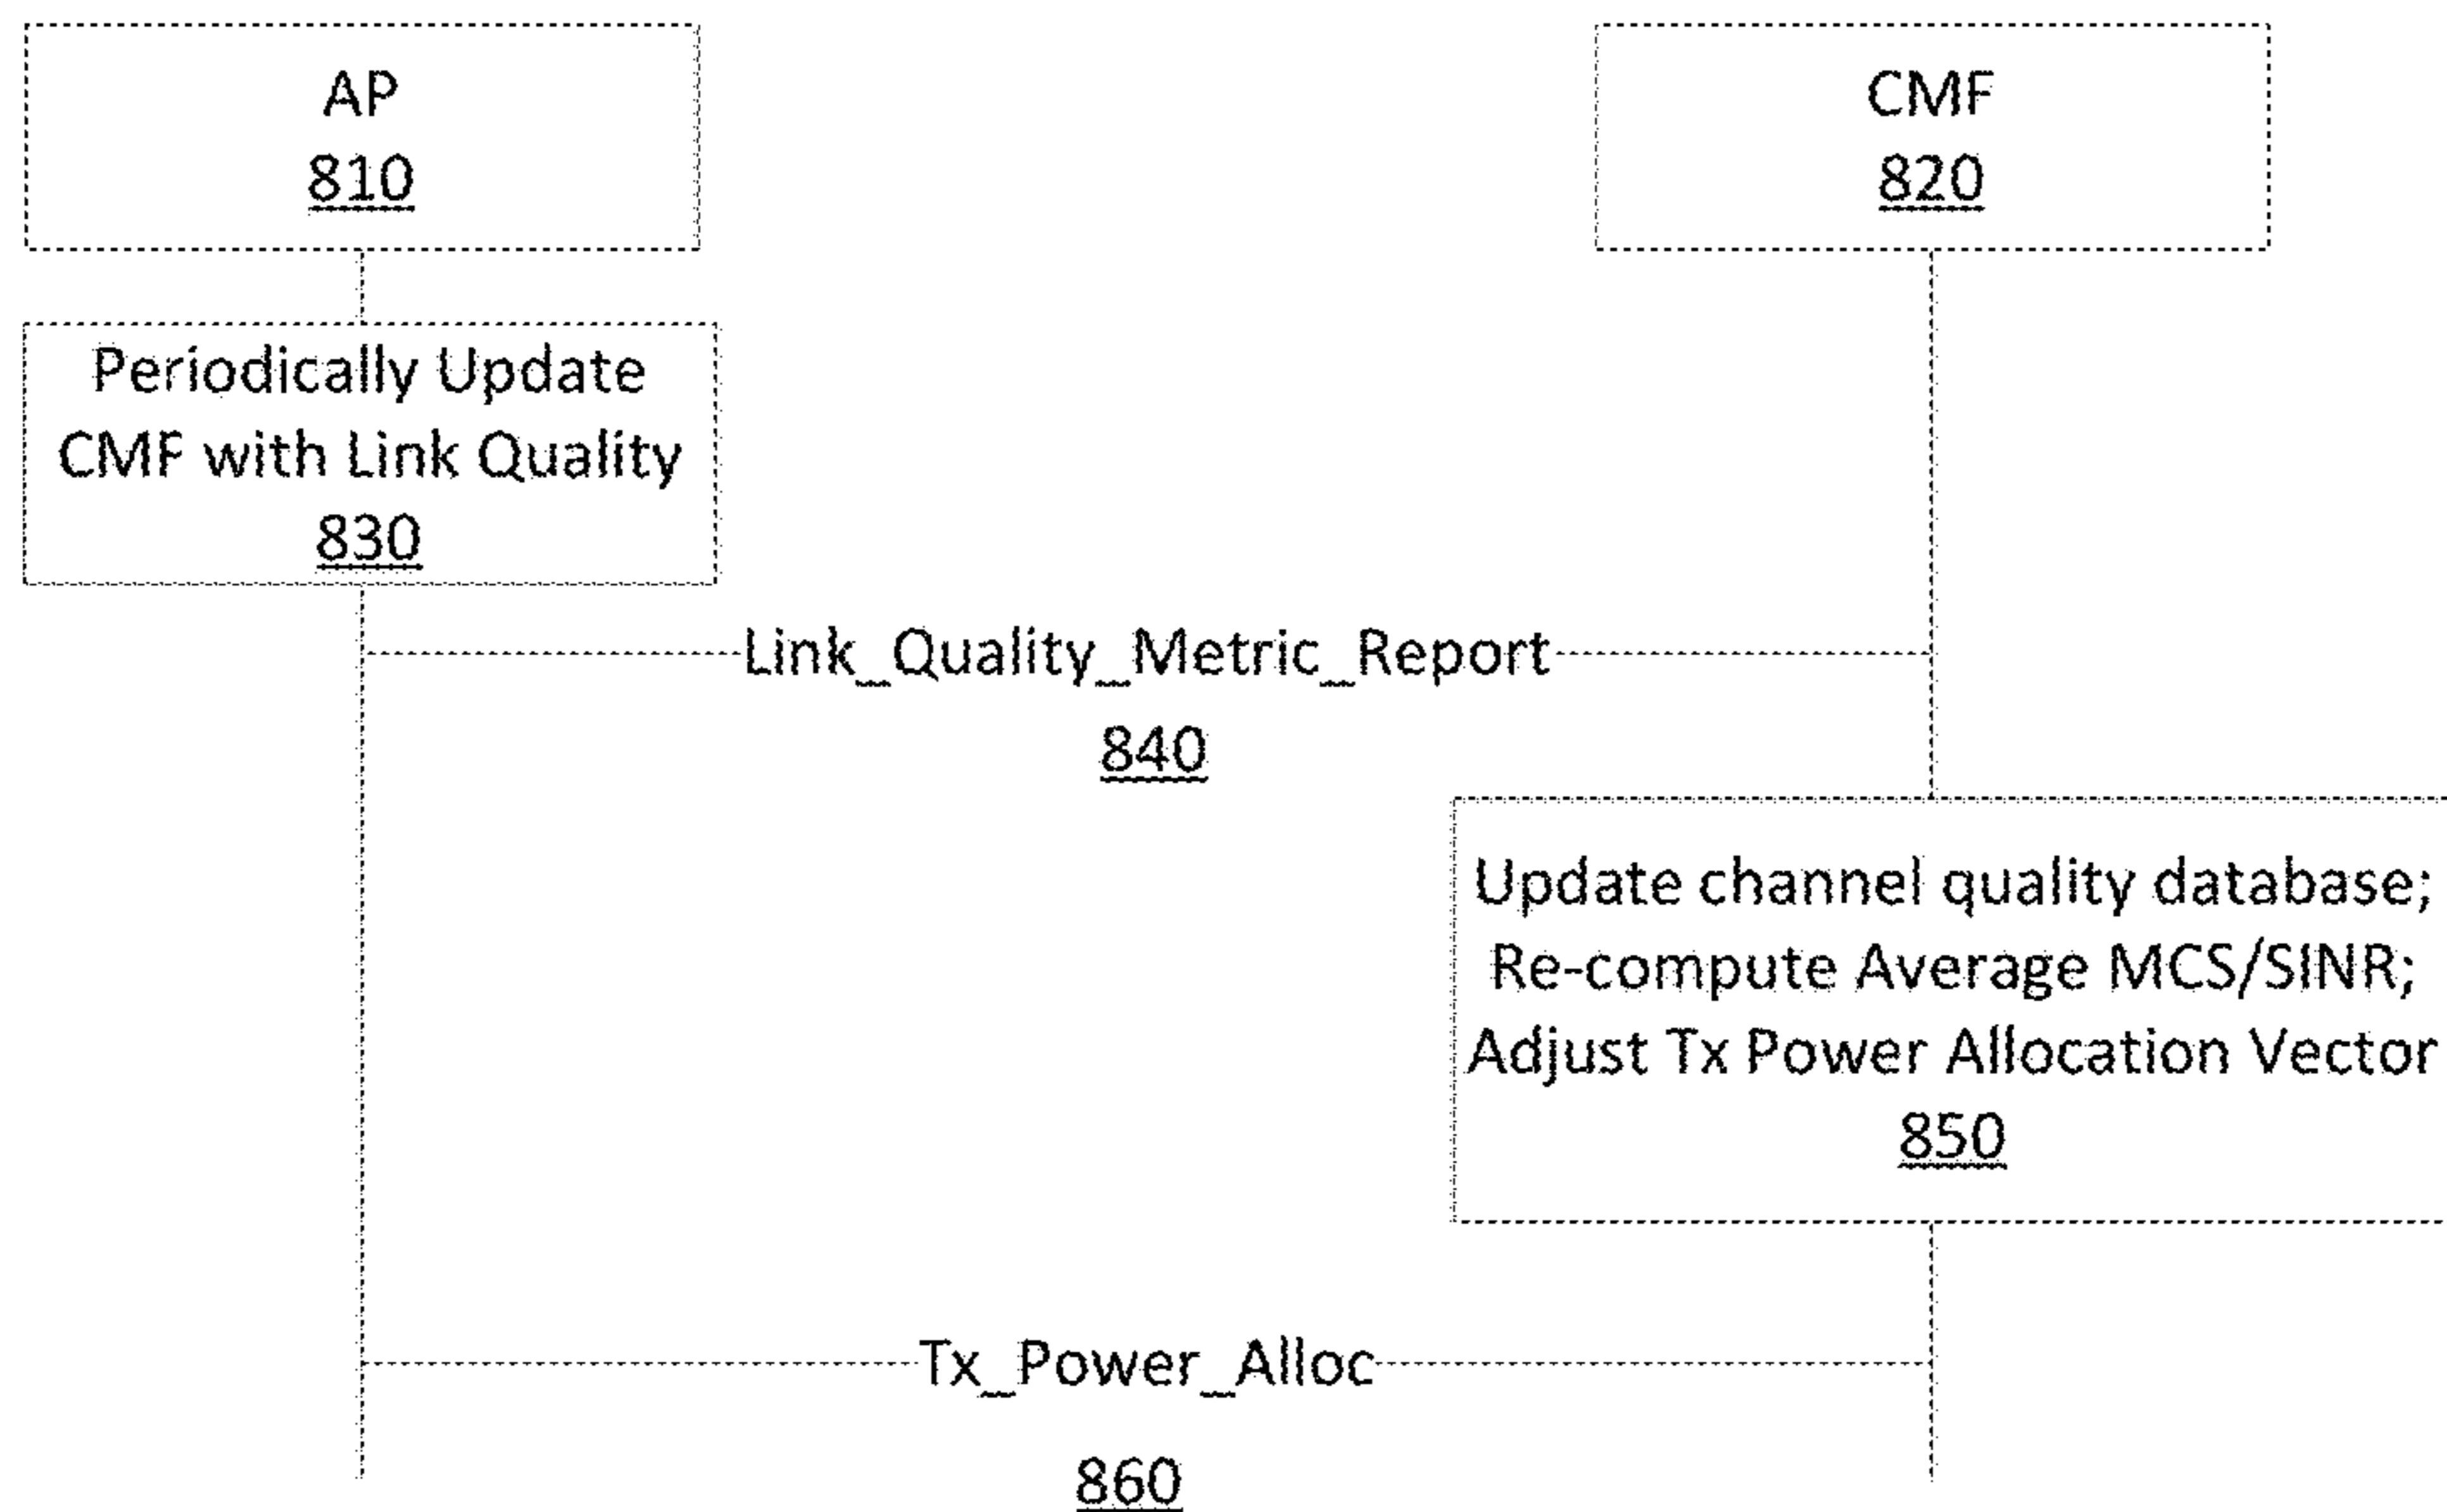 AP
810
CMF
820
Periodically Update
CMF with Link Quality
830
Link_Quality_Metric_Report
840
Update channel quality database;
Re-compute Average MCS/SINR;
Adjust Tx Power Allocation Vector
850
Tx_Power_Alloc
860